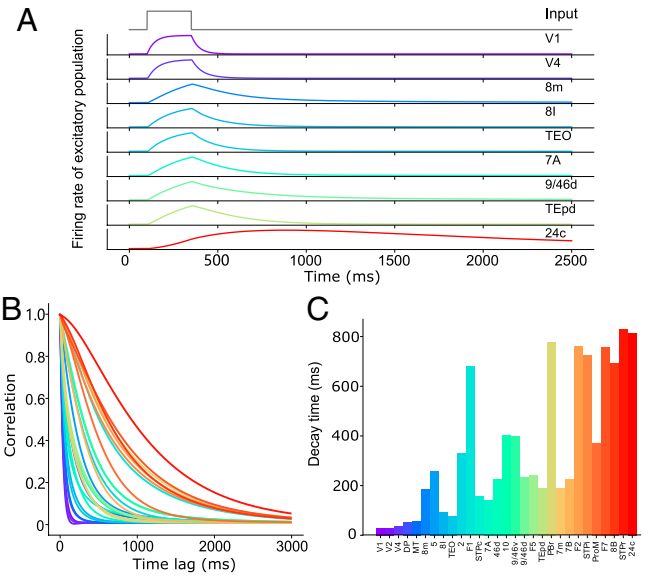 A
Input
Firing rate of excitatory population
V1
V4
8m
8l
TEO
7A
9/46d
TEpd
24c
0 500 1000 1500 2000 2500
Time (ms)
B
Correlation
1.0
0.8
0.6
0.4
0.2
0
0 1000 2000 3000
Time lag (ms)
C
Decay time (ms)
800
600
400
200
0
V1 V2 V4 DP MT 8m 5 8l TEO 2 F1 STPc 7A 46d 10 9/46v 9/46d F5 TEpd PBr 7m 7B F2 STPi ProM F7 8B STPr 24c